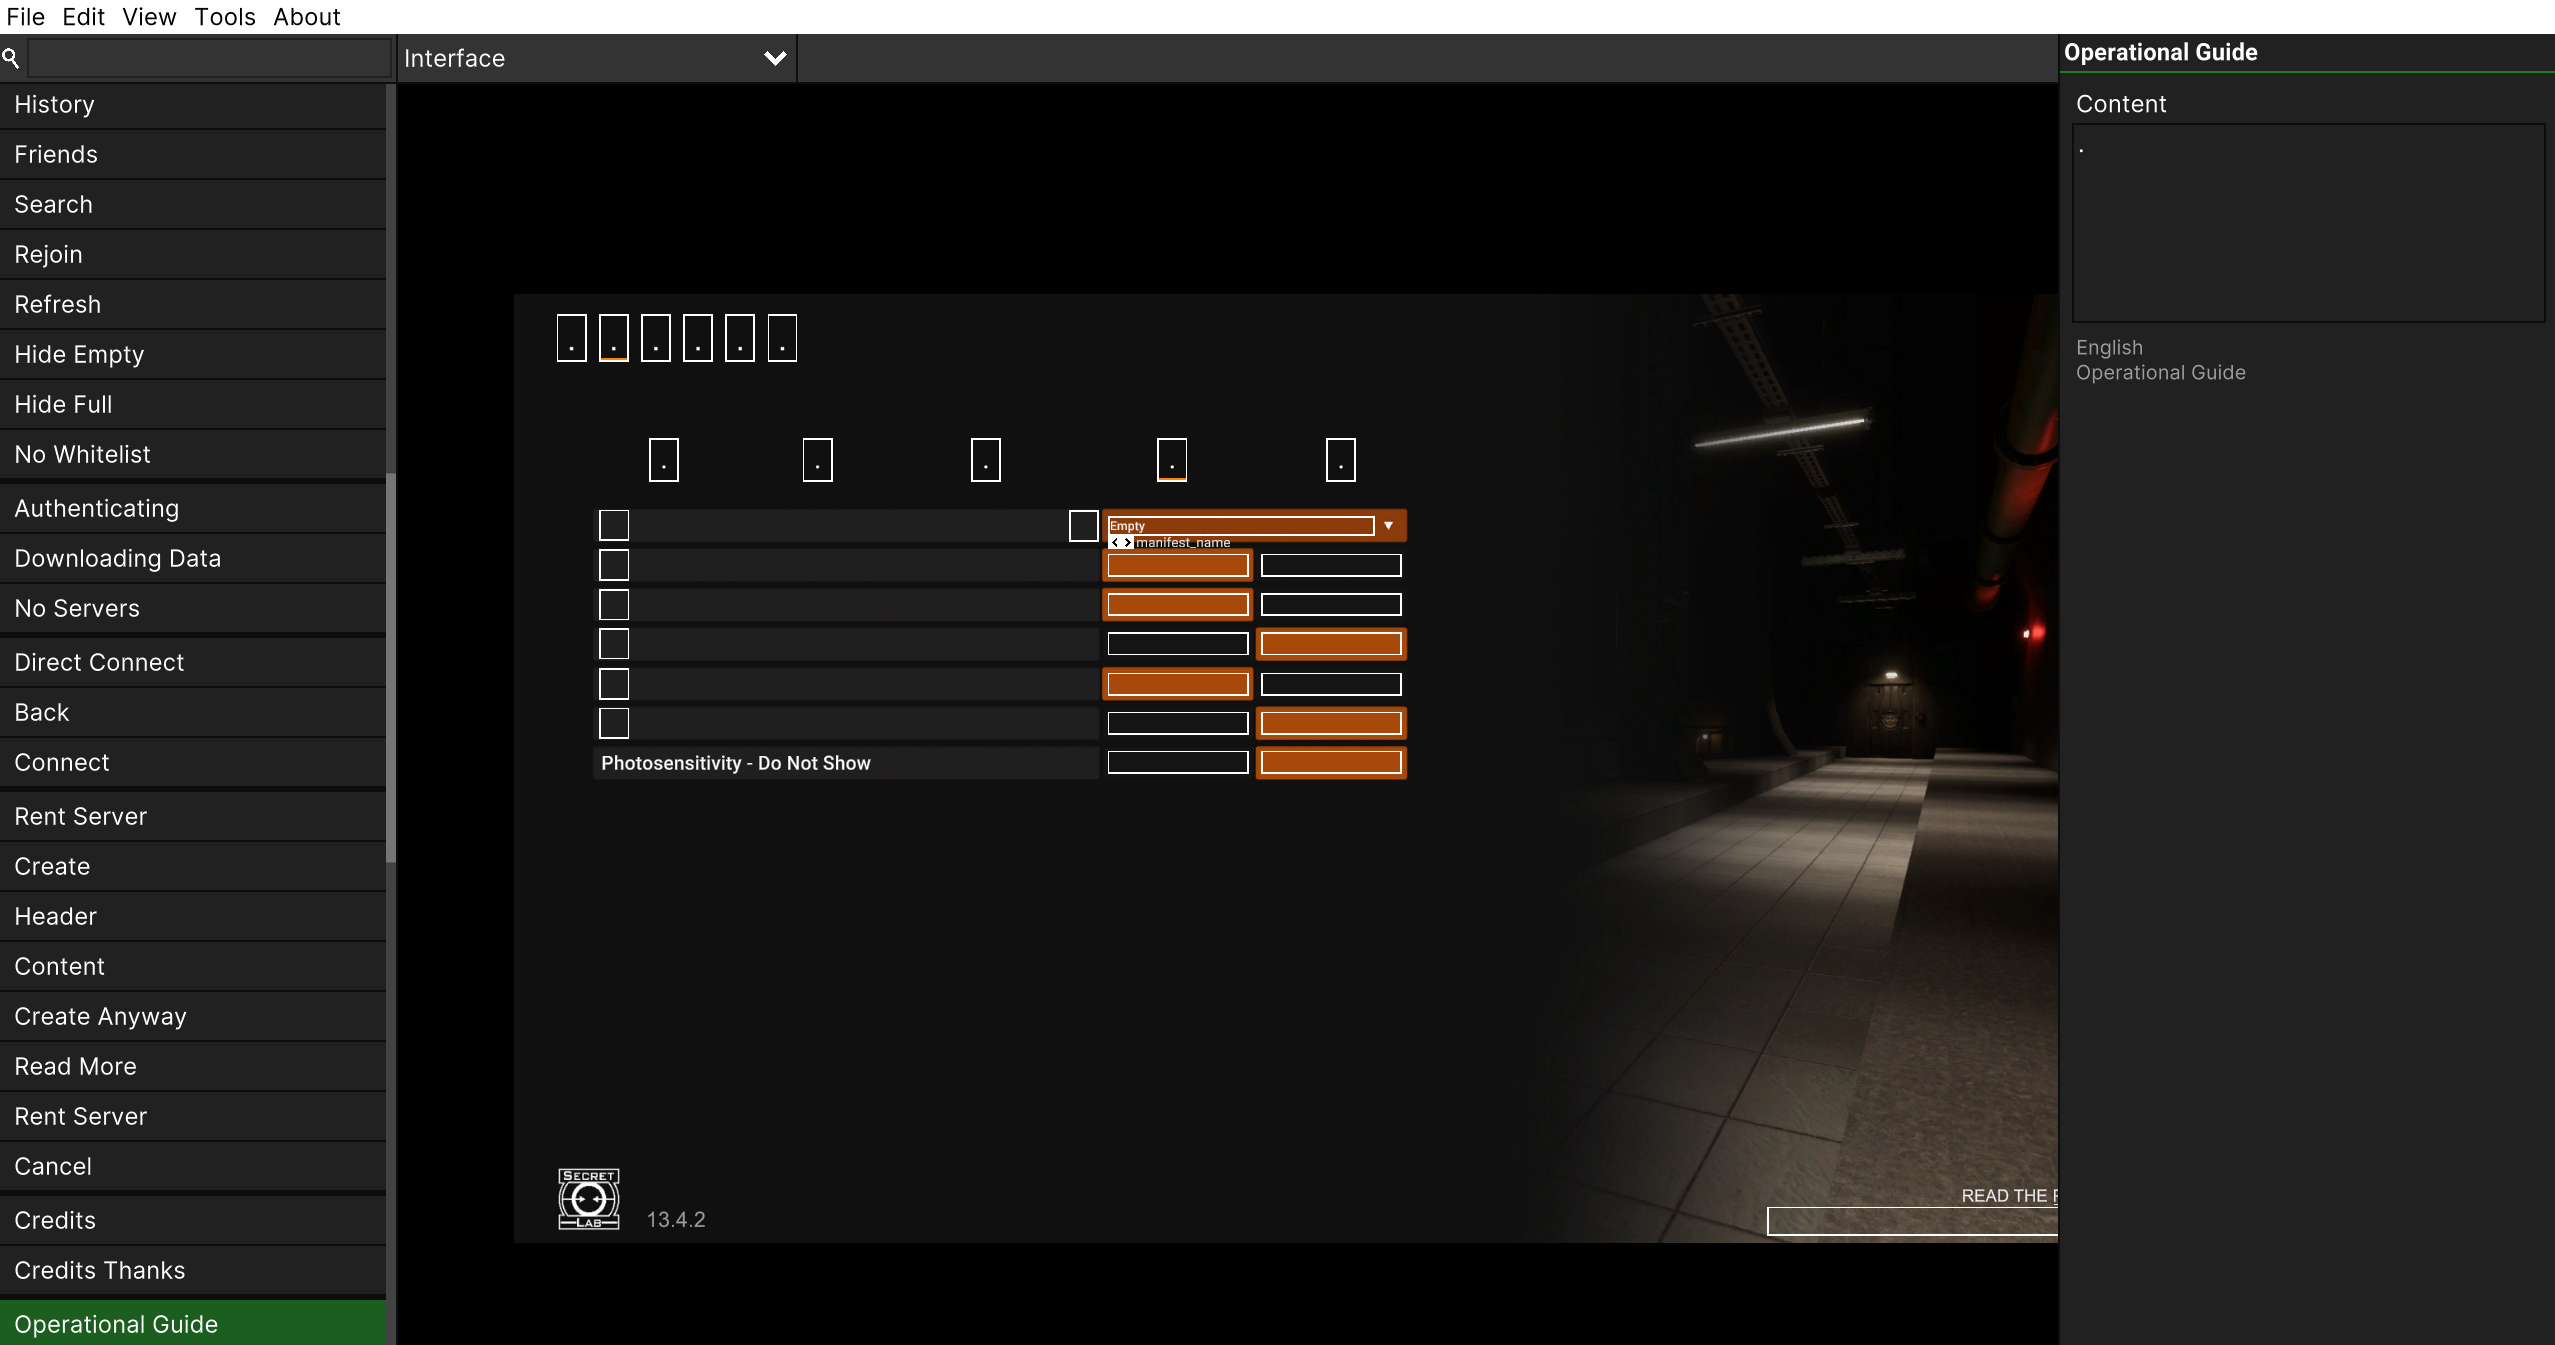 File Edit View Tools About
Interface
Operational Guide
History
Friends
Search
Rejoin
Refresh
Hide Empty
Hide Full
No Whitelist
Authenticating
Downloading Data
No Servers
Direct Connect
Back
Connect
Rent Server
Create
Header
Content
Create Anyway
Read More
Rent Server
Cancel
Credits
Credits Thanks
Operational Guide
. . . . . .
. . . . .
Empty
< > manifest_name
Photosensitivity - Do Not Show
SECRET
LAB
13.4.2
READ THE
Content
.
English
Operational Guide